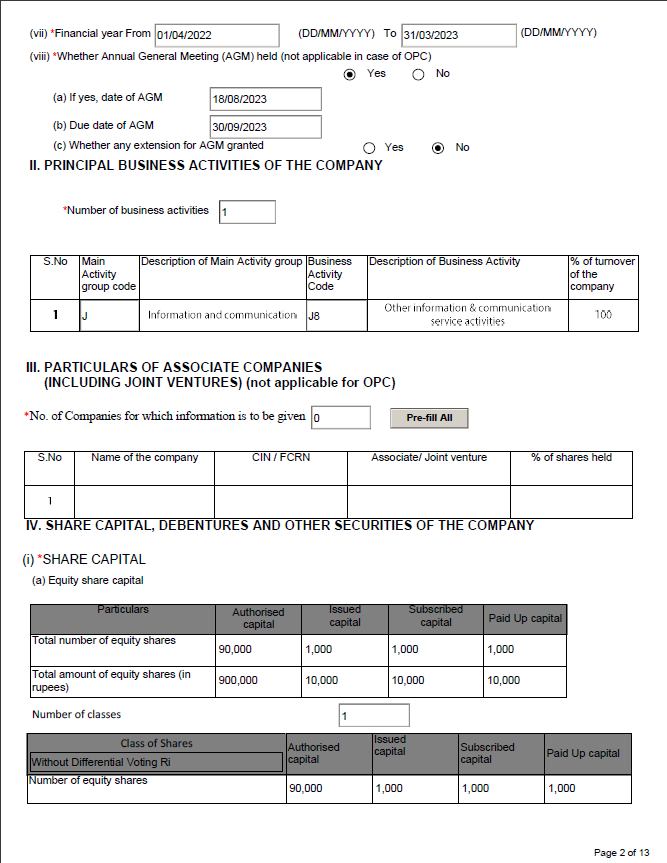 (vii) *Financial year From 01/04/2022 (DD/MM/YYYY) To 31/03/2023 (DD/MM/YYYY)
(viii) *Whether Annual General Meeting (AGM) held (not applicable in case of OPC)
Yes No
(a) If yes, date of AGM 18/08/2023
(b) Due date of AGM 30/09/2023
(c) Whether any extension for AGM granted Yes No
II. PRINCIPAL BUSINESS ACTIVITIES OF THE COMPANY
*Number of business activities 1
S.No Main Activity group code Description of Main Activity group Business Activity Code Description of Business Activity % of turnover of the company
1 J Information and communication J8 Other information & communication service activities 100
III. PARTICULARS OF ASSOCIATE COMPANIES
(INCLUDING JOINT VENTURES) (not applicable for OPC)
*No. of Companies for which information is to be given 0 Pre-fill All
S.No Name of the company CIN / FCRN Associate/ Joint venture % of shares held
1
IV. SHARE CAPITAL, DEBENTURES AND OTHER SECURITIES OF THE COMPANY
(i) *SHARE CAPITAL
(a) Equity share capital
Particulars Authorised capital Issued capital Subscribed capital Paid Up capital
Total number of equity shares 90,000 1,000 1,000 1,000
Total amount of equity shares (in rupees) 900,000 10,000 10,000 10,000
Number of classes 1
Class of Shares Authorised capital Issued capital Subscribed capital Paid Up capital
Without Differential Voting Ri
Number of equity shares 90,000 1,000 1,000 1,000
Page 2 of 13